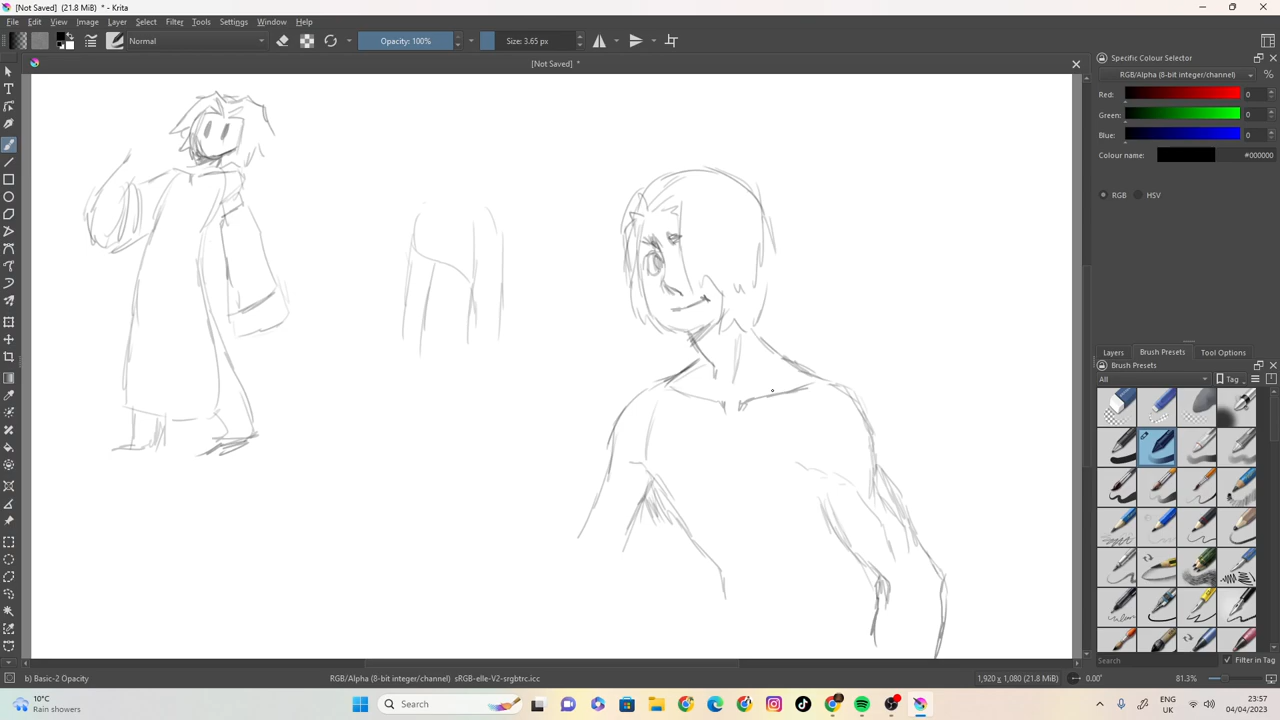 [Not Saved] (21.8 MiB) * - Krita
File Edit View Image Layer Select Filter Tools Settings Window Help
Normal Opacity: 100% Size: 3.65 px
[Not Saved] *
Specific Colour Selector
RGB/Alpha (8-bit integer/channel) %
Red: 0
Green: 0
Blue: 0
Colour name: #000000
RGB HSV
Layers Brush Presets Tool Options
Brush Presets
All Tag
Search Filter in Tag
b) Basic-2 Opacity RGB/Alpha (8-bit integer/channel) sRGB-elle-V2-srgbtrc.icc 1,920 x 1,080 (21.8 MiB) 0.00° 81.3%
10°C
Rain showers
Search
ENG
UK
23:57
04/04/2023